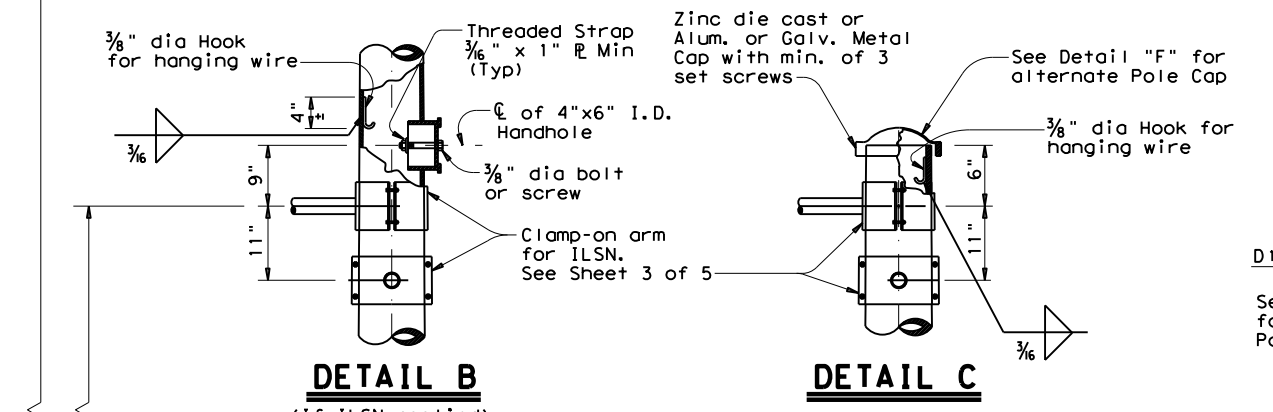 ⅜" dia Hook
for hanging wire
Threaded Strap
3⁄16" x 1" ⅊ Min
(Typ)
4"
±
3⁄16
9"
11"
℄ of 4"x6" I.D.
Handhole
⅜" dia bolt
or screw
Clamp-on arm
for ILSN.
See Sheet 3 of 5
DETAIL B
Zinc die cast or
Alum. or Galv. Metal
Cap with min. of 3
set screws
See Detail "F" for
alternate Pole Cap
⅜" dia Hook for
hanging wire
6"
11"
3⁄16
DETAIL C